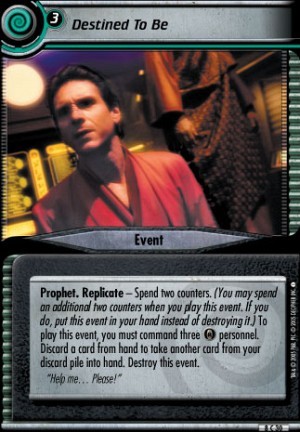 3
Destined To Be
Event
Prophet. Replicate – Spend two counters. (You may spend
an additional two counters when you play this event. If you
do, put this event in your hand instead of destroying it.) To
play this event, you must command three personnel.
Discard a card from hand to take another card from your
discard pile into hand. Destroy this event.
"Help me... Please!"